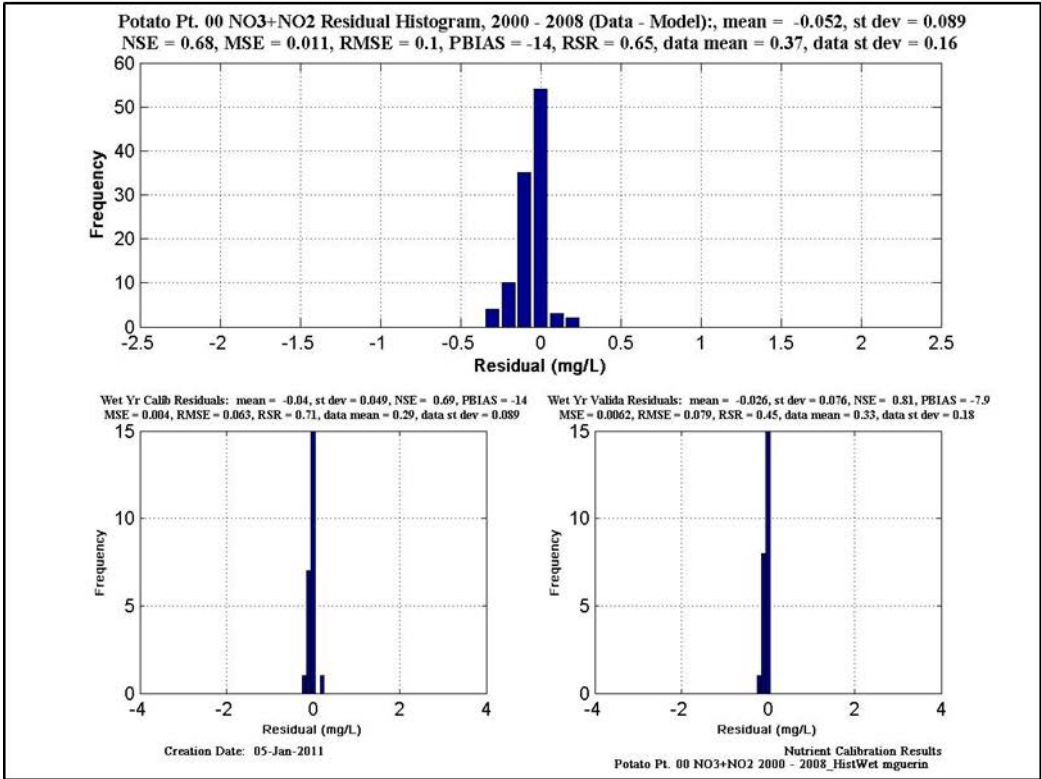 Potato Pt. 00 NO3+NO2 Residual Histogram, 2000 - 2008 (Data - Model):, mean = -0.052, st dev = 0.089
NSE = 0.68, MSE = 0.011, RMSE = 0.1, PBIAS = -14, RSR = 0.65, data mean = 0.37, data st dev = 0.16
60
50
40
30
20
10
0
Frequency
-2.5 -2 -1.5 -1 -0.5 0 0.5 1 1.5 2 2.5
Residual (mg/L)
Wet Yr Calib Residuals: mean = -0.04, st dev = 0.049, NSE = 0.69, PBIAS = -14
MSE = 0.004, RMSE = 0.063, RSR = 0.71, data mean = 0.29, data st dev = 0.089
15
10
5
0
Frequency
-4 -2 0 2 4
Residual (mg/L)
Creation Date: 05-Jan-2011
Wet Yr Valida Residuals: mean = -0.026, st dev = 0.076, NSE = 0.81, PBIAS = -7.9
MSE = 0.0062, RMSE = 0.079, RSR = 0.45, data mean = 0.33, data st dev = 0.18
15
10
5
0
Frequency
-4 -2 0 2 4
Residual (mg/L)
Nutrient Calibration Results
Potato Pt. 00 NO3+NO2 2000 - 2008_HistWet mguerin